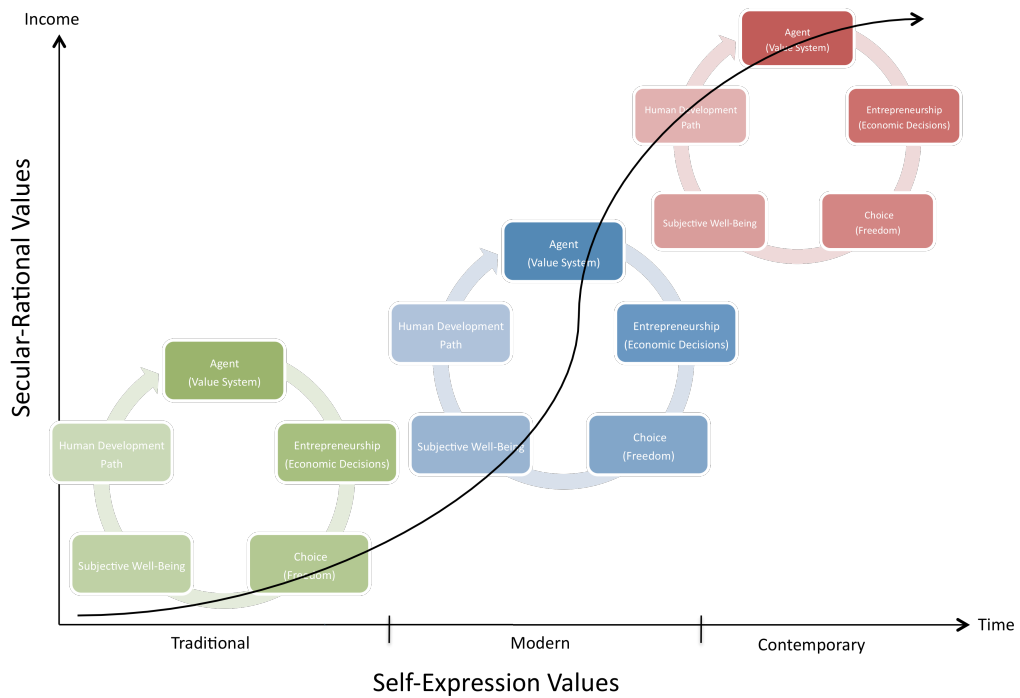 Income
Secular-Rational Values
Agent
(Value System)
Human Development
Path
Entrepreneurship
(Economic Decisions)
Subjective Well-Being
Choice
(Freedom)
Agent
(Value System)
Human Development
Path
Entrepreneurship
(Economic Decisions)
Subjective Well-Being
Choice
(Freedom)
Agent
(Value System)
Human Development
Path
Entrepreneurship
(Economic Decisions)
Subjective Well-Being
Choice
(Freedom)
Time
Traditional
Modern
Contemporary
Self-Expression Values